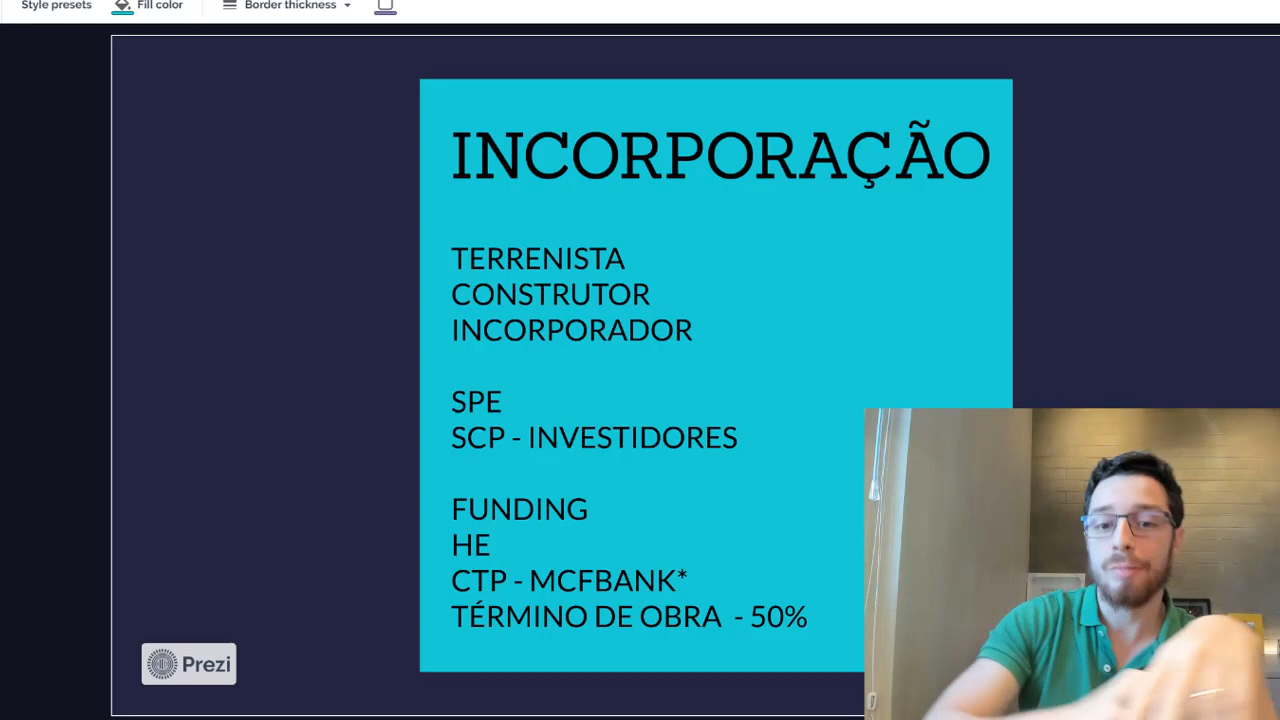 Style presets
Fill color
Border thickness
INCORPORAÇÃO
TERRENISTA
CONSTRUTOR
INCORPORADOR
SPE
SCP - INVESTIDORES
FUNDING
HE
CTP - MCFBANK*
TÉRMINO DE OBRA - 50%
Prezi